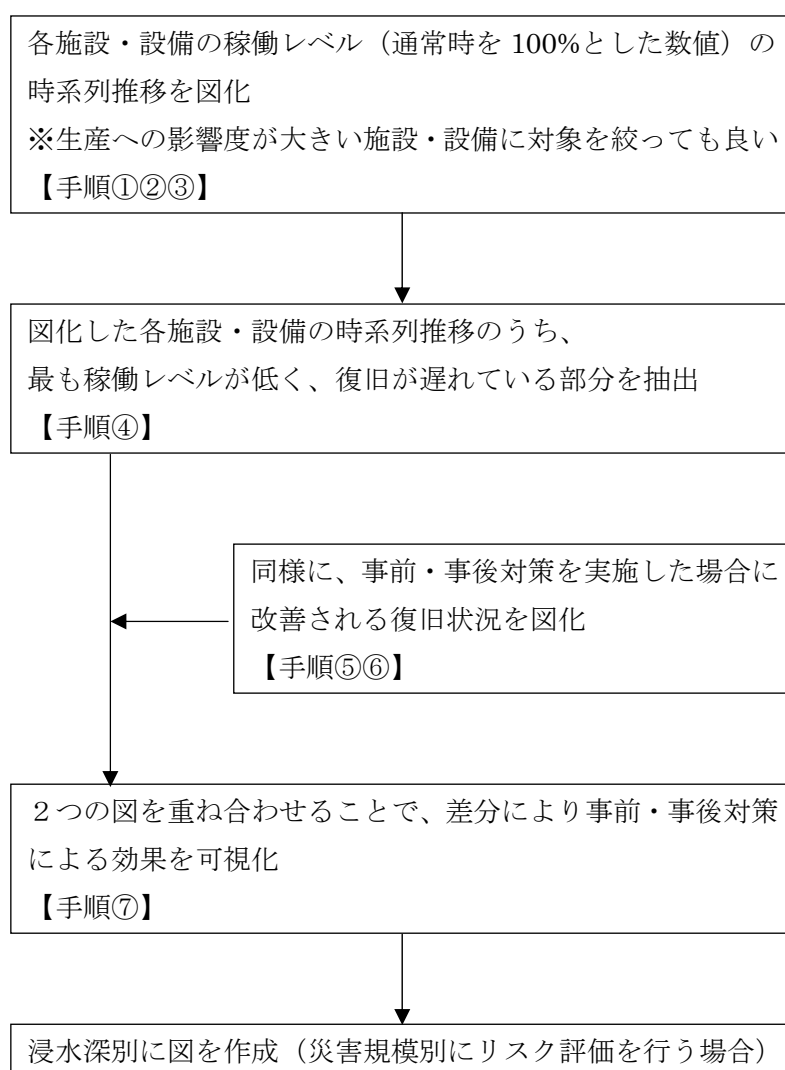 各施設・設備の稼働レベル（通常時を 100%とした数値）の
時系列推移を図化
※生産への影響度が大きい施設・設備に対象を絞っても良い
【手順①②③】
図化した各施設・設備の時系列推移のうち、
最も稼働レベルが低く、復旧が遅れている部分を抽出
【手順④】
同様に、事前・事後対策を実施した場合に
改善される復旧状況を図化
【手順⑤⑥】
２つの図を重ね合わせることで、差分により事前・事後対策
による効果を可視化
【手順⑦】
浸水深別に図を作成（災害規模別にリスク評価を行う場合）